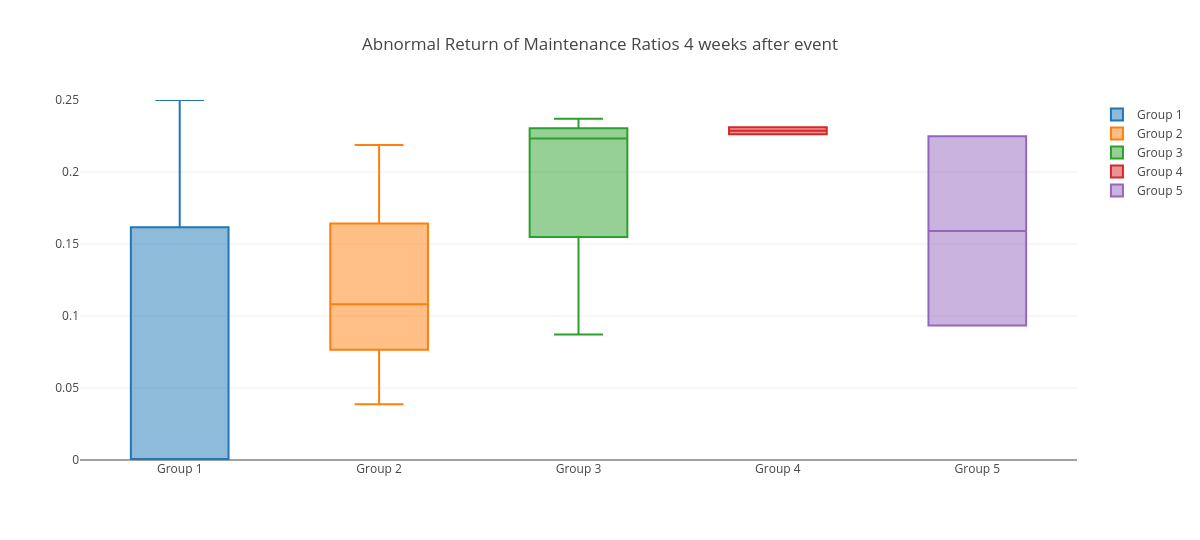 Abnormal Return of Maintenance Ratios 4 weeks after event
0.25
0.2
0.15
0.1
0.05
0
Group 1
Group 2
Group 3
Group 4
Group 5
Group 1
Group 2
Group 3
Group 4
Group 5